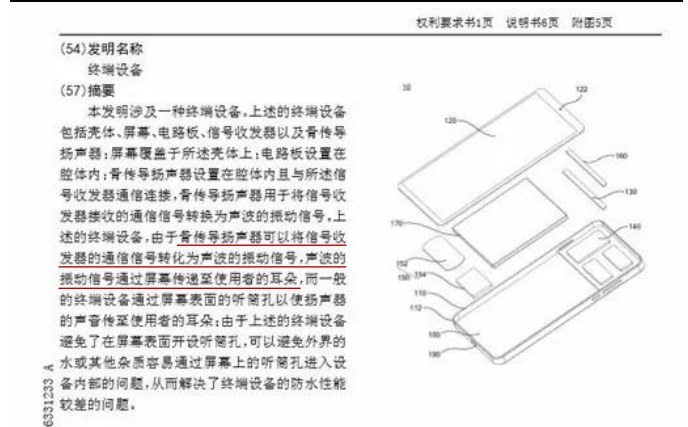 权利要求书1页 说明书6页 附图5页
(54)发明名称
终端设备
(57)摘要
本发明涉及一种终端设备。上述的终端设备
包括壳体、屏幕、电路板、信号收发器以及骨传导
扬声器;屏幕覆盖于所述壳体上;电路板设置在
腔体内;骨传导扬声器设置在腔体内且与所述信
号收发器通信连接,骨传导扬声器用于将信号收
发器接收的通信信号转换为声波的振动信号。上
述的终端设备,由于骨传导扬声器可以将信号收
发器的通信信号转化为声波的振动信号,声波的
振动信号通过屏幕传递至使用者的耳朵,而一般
的终端设备通过屏幕表面的听筒孔以使扬声器
的声音传至使用者的耳朵;由于上述的终端设备
避免了在屏幕表面开设听筒孔,可以避免外界的
水或其他杂质容易通过屏幕上的听筒孔进入设
备内部的问题,从而解决了终端设备的防水性能
较差的问题。
6331233 A
10
122
120
160
130
170
140
152
150
154
110
112
180
190